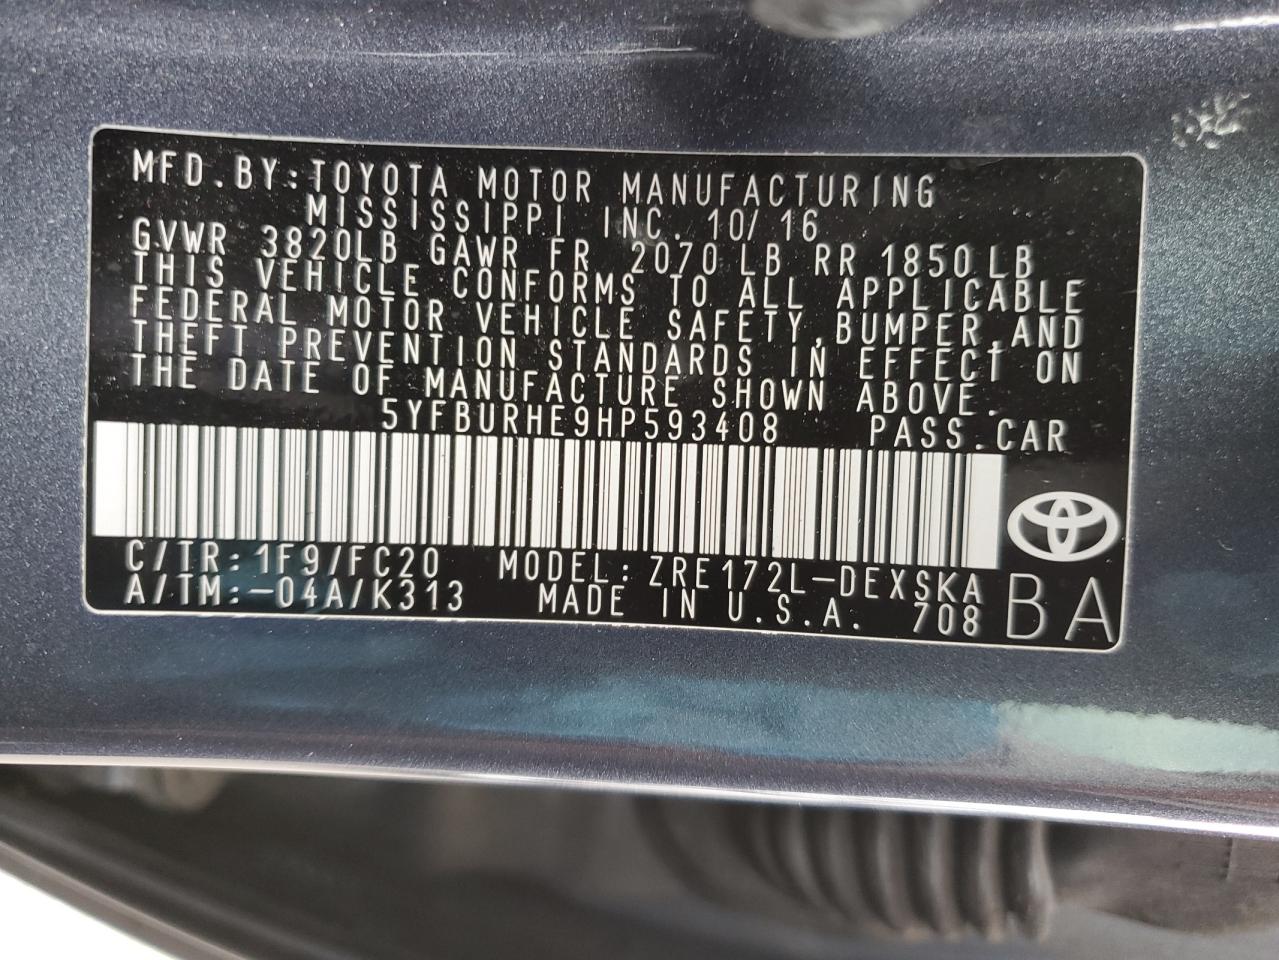 MFD.BY:TOYOTA MOTOR MANUFACTURING
MISSISSIPPI INC. 10/16
GVWR 3820LB GAWR FR 2070LB RR 1850LB
THIS VEHICLE CONFORMS TO ALL APPLICABLE
FEDERAL MOTOR VEHICLE SAFETY,BUMPER,AND
THEFT PREVENTION STANDARDS IN EFFECT ON
THE DATE OF MANUFACTURE SHOWN ABOVE.
5YFBURHE9HP593408 PASS.CAR
C/TR:1F9/FC20 MODEL:ZRE172L-DEXSKA
A/TM:-04A/K313 MADE IN U.S.A. 708
BA